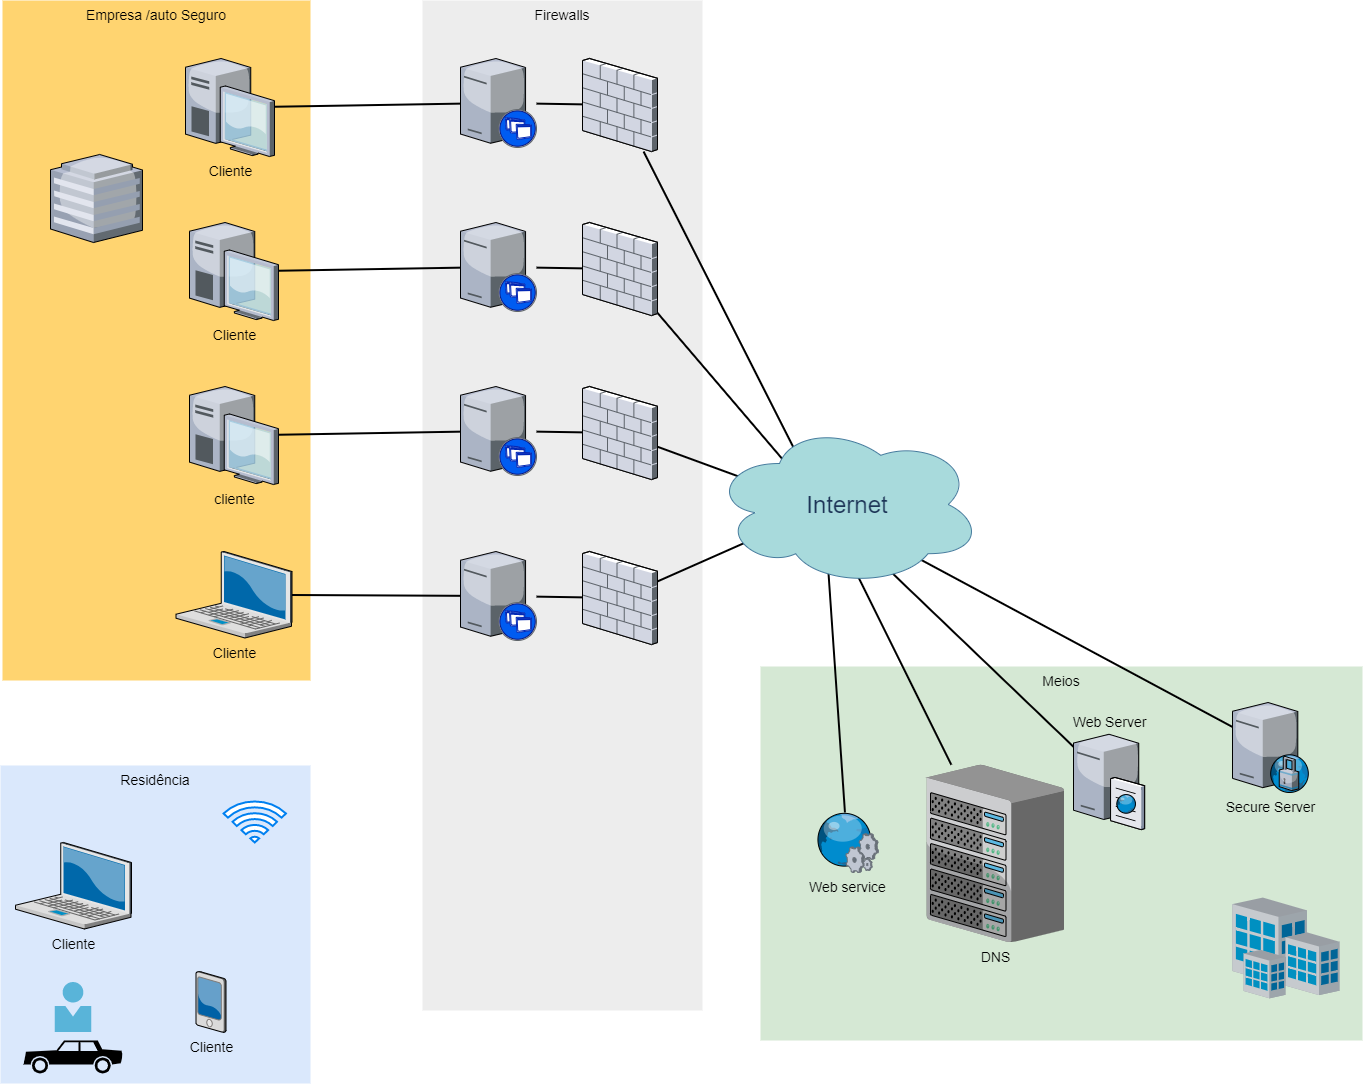 Empresa /auto Seguro
Firewalls
Cliente
Cliente
cliente
Cliente
Internet
Meios
Web Server
Secure Server
Web service
DNS
Residência
Cliente
Cliente